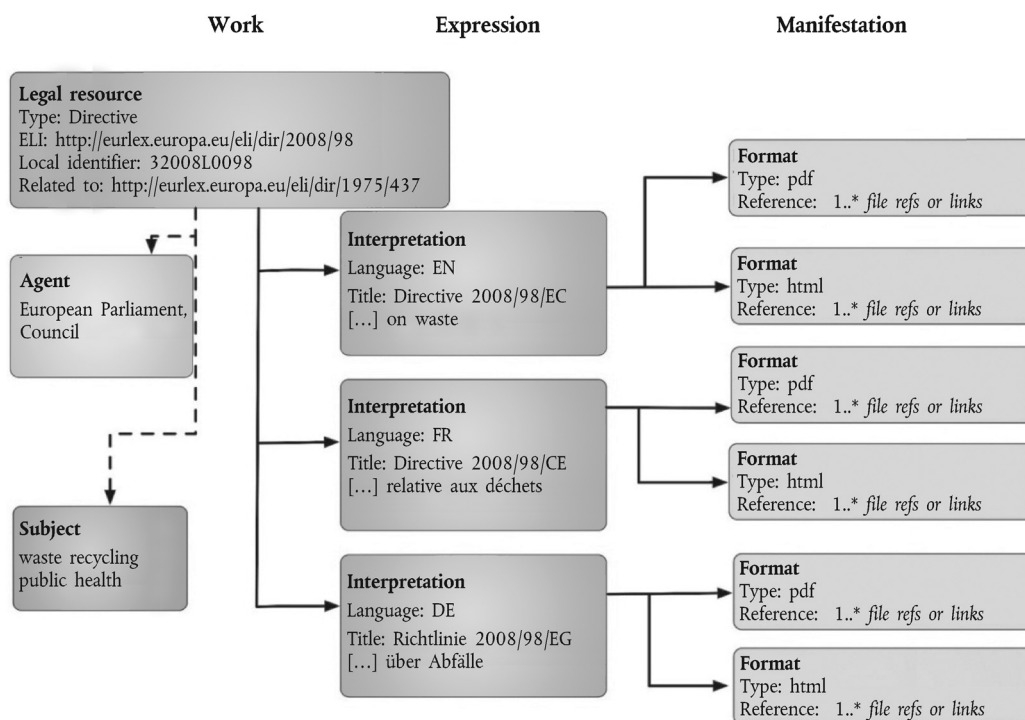 Work
Expression
Manifestation
Legal resource
Type: Directive
ELI: http://eurlex.europa.eu/eli/dir/2008/98
Local identifier: 32008L0098
Related to: http://eurlex.europa.eu/eli/dir/1975/437
Agent
European Parliament,
Council
Subject
waste recycling
public health
Interpretation
Language: EN
Title: Directive 2008/98/EC
[…] on waste
Interpretation
Language: FR
Title: Directive 2008/98/CE
[…] relative aux déchets
Interpretation
Language: DE
Title: Richtlinie 2008/98/EG
[…] über Abfälle
Format
Type: pdf
Reference: 1..* file refs or links
Format
Type: html
Reference: 1..* file refs or links
Format
Type: pdf
Reference: 1..* file refs or links
Format
Type: html
Reference: 1..* file refs or links
Format
Type: pdf
Reference: 1..* file refs or links
Format
Type: html
Reference: 1..* file refs or links